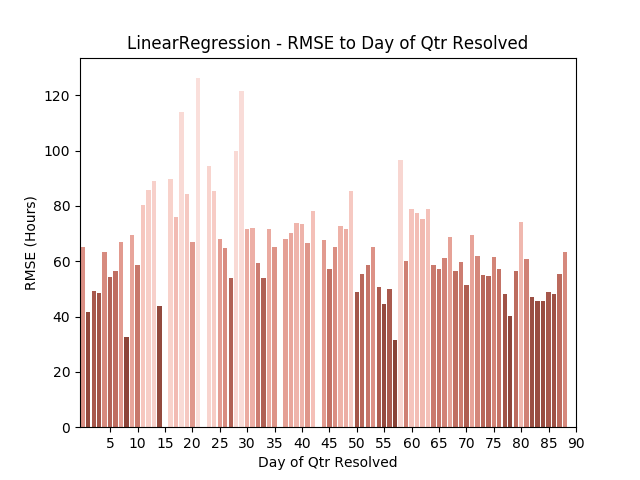 LinearRegression - RMSE to Day of Qtr Resolved
RMSE (Hours)
120
100
80
60
40
20
0
5 10 15 20 25 30 35 40 45 50 55 60 65 70 75 80 85 90
Day of Qtr Resolved